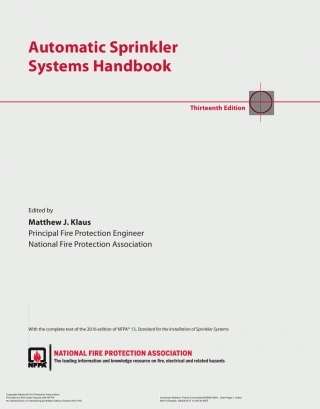 Automatic Sprinkler
Systems Handbook
Thirteenth Edition
Edited by
Matthew J. Klaus
Principal Fire Protection Engineer
National Fire Protection Association
With the complete text of the 2016 edition of NFPA® 13, Standard for the Installation of Sprinkler Systems
NFPA
NATIONAL FIRE PROTECTION ASSOCIATION
The leading information and knowledge resource on fire, electrical and related hazards